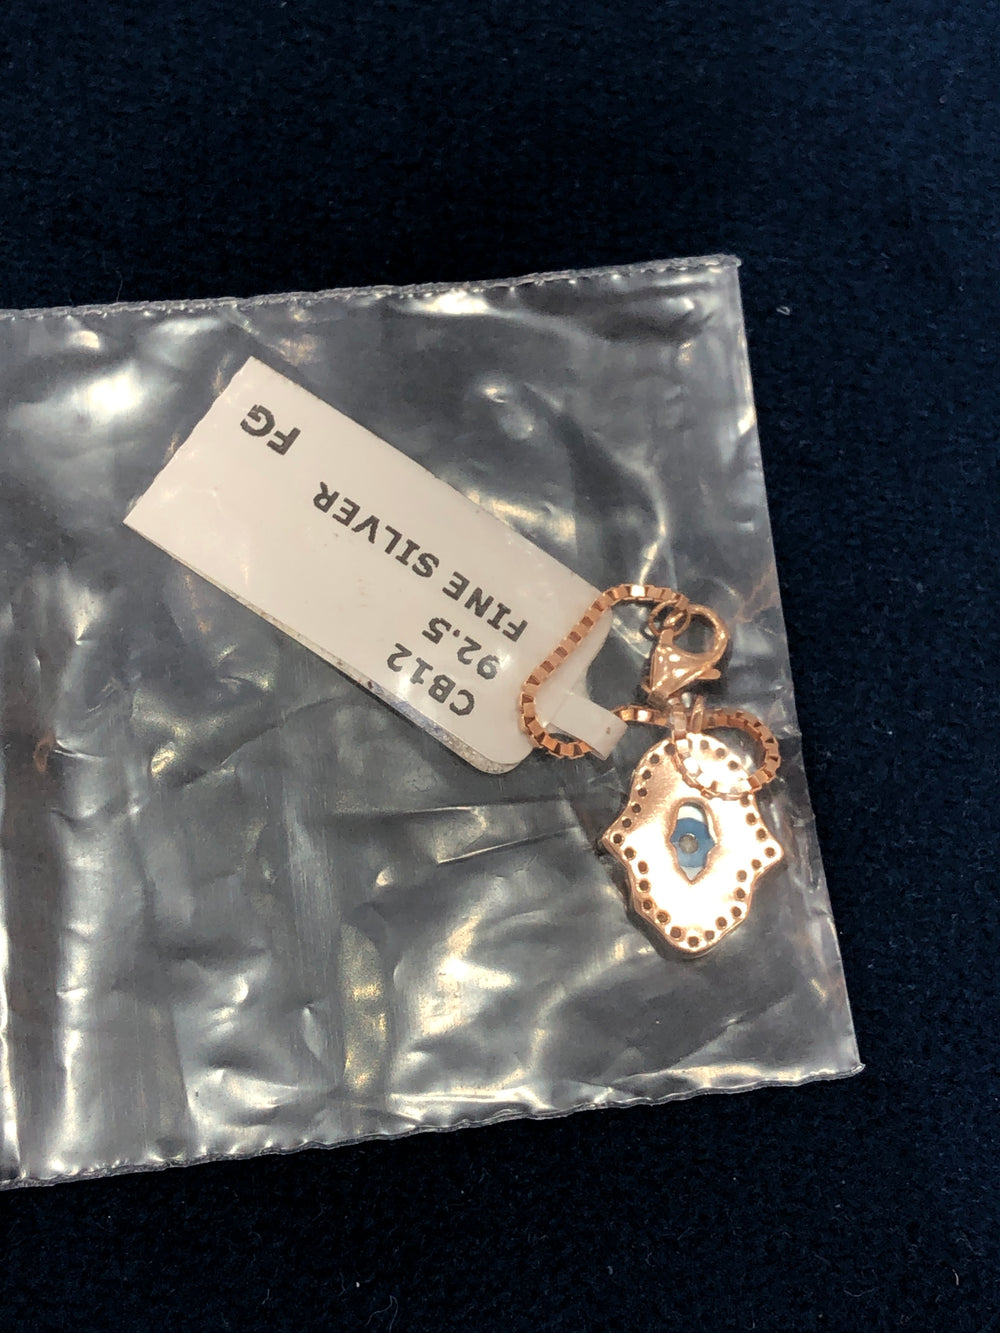 CB12
92.5
FINE SILVER
FG